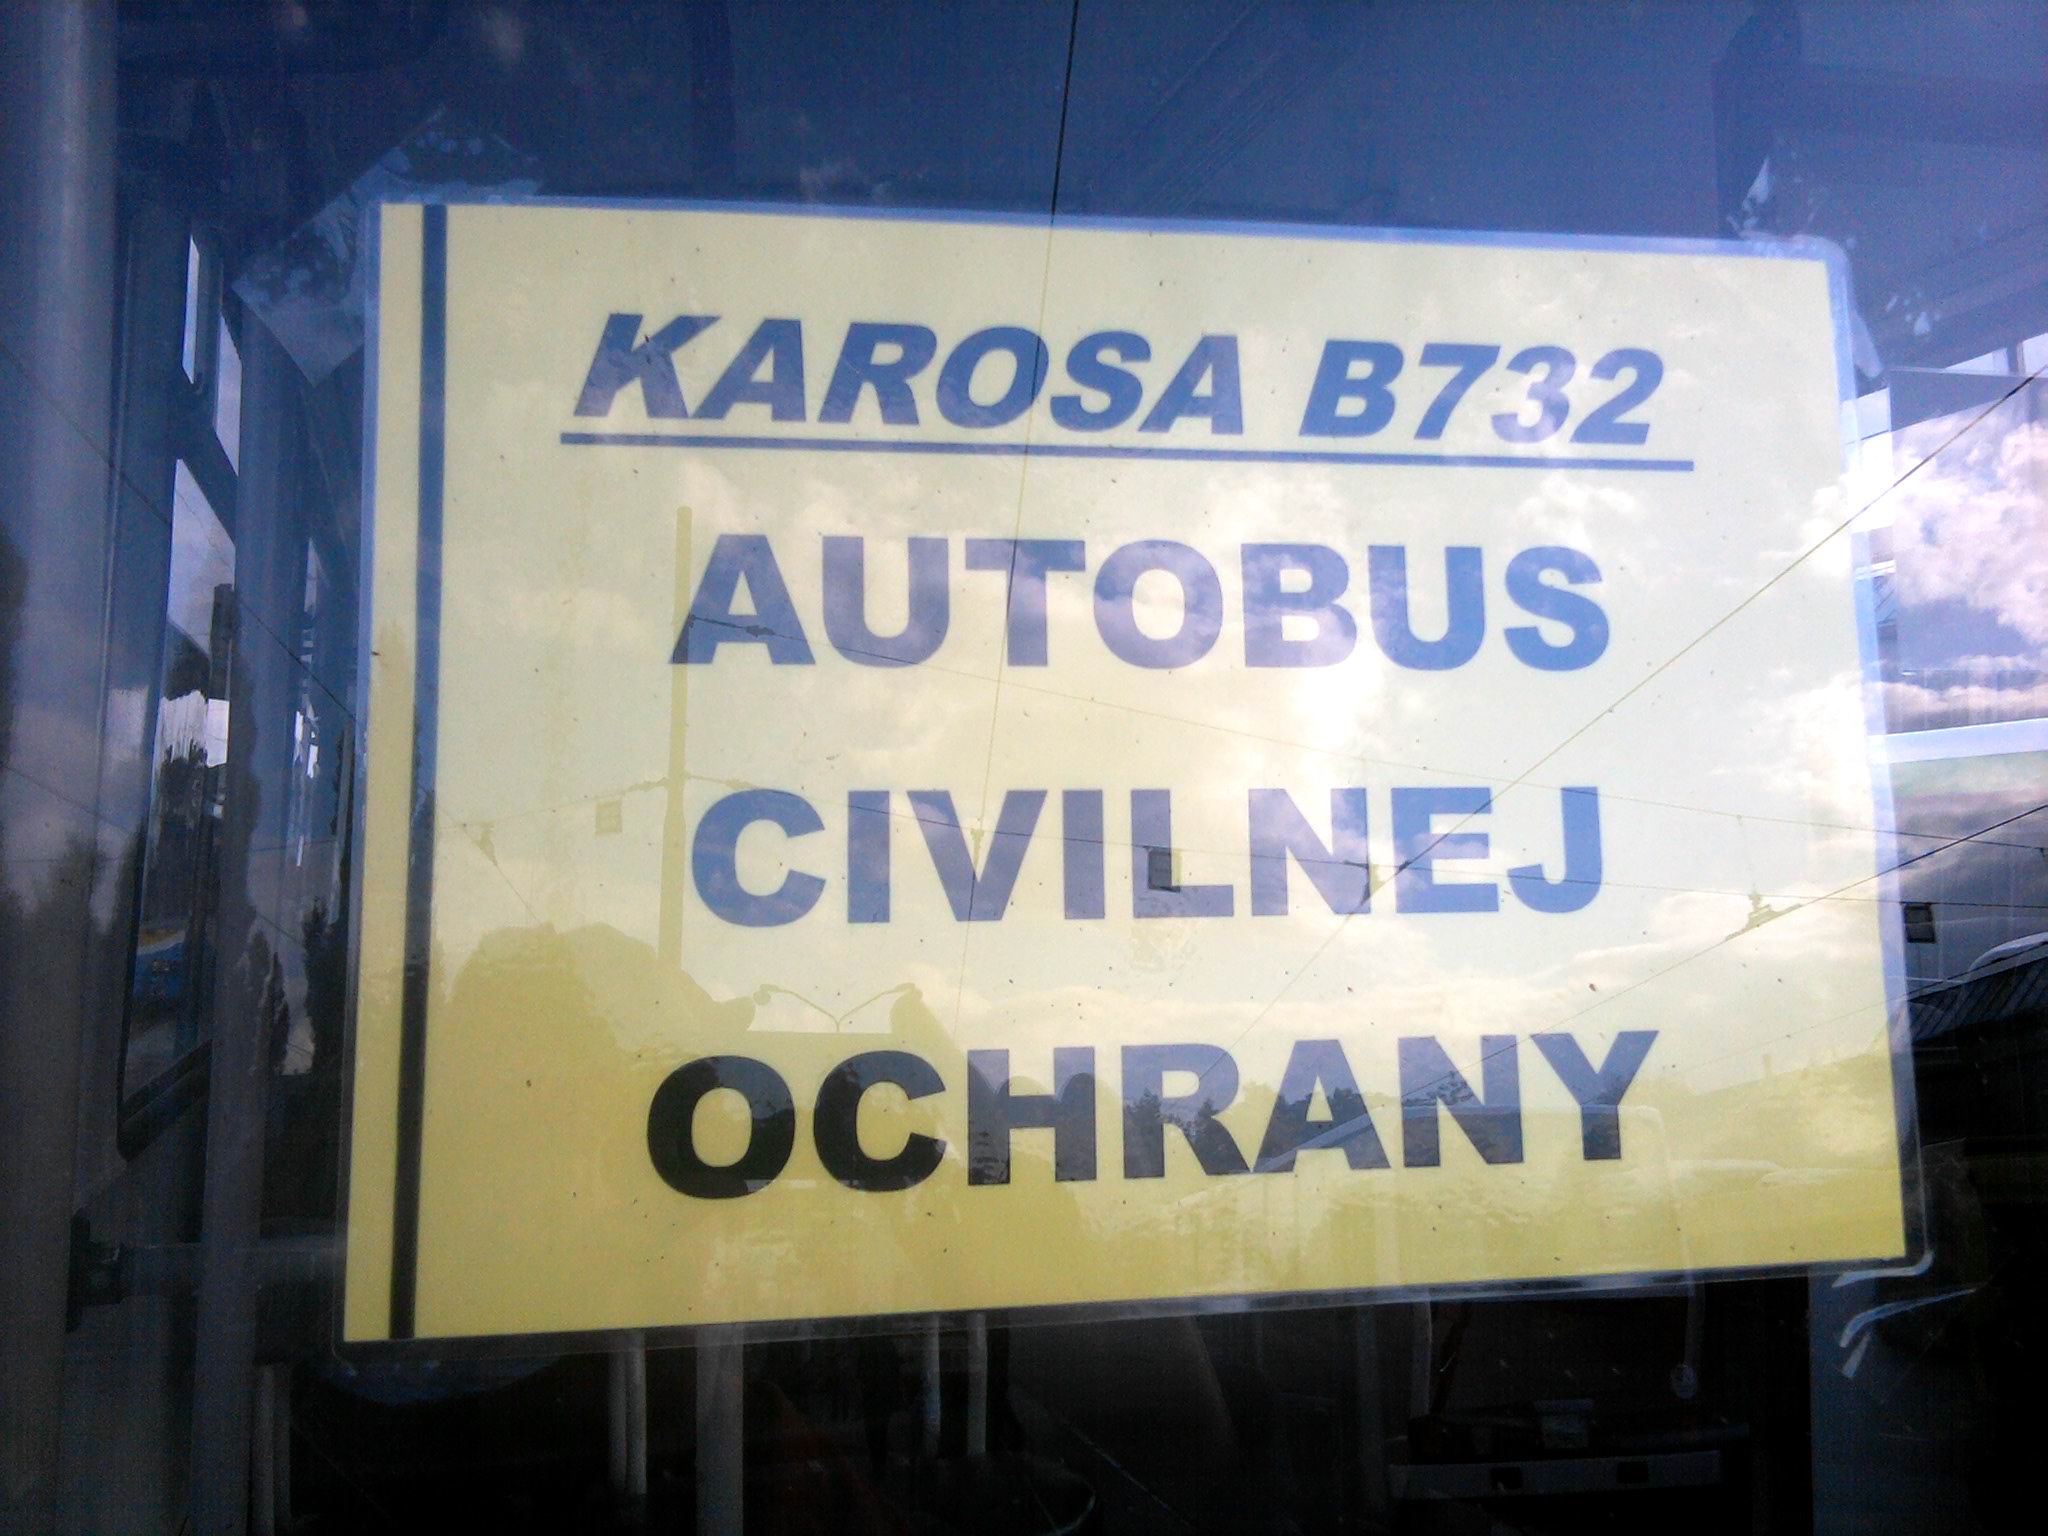 KAROSA B732
AUTOBUS
CIVILNEJ
OCHRANY